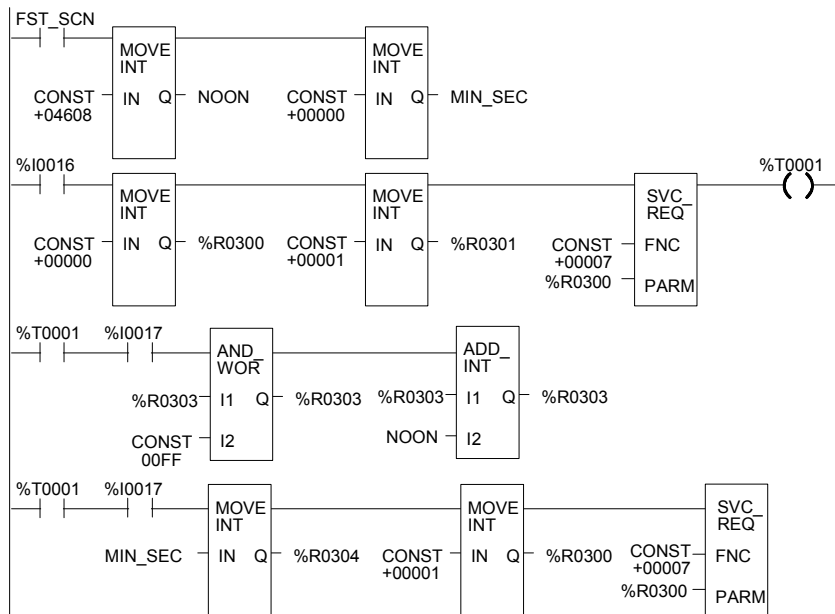 FST_SCN
MOVE
INT
MOVE
INT
CONST
+04608
IN Q
NOON
CONST
+00000
IN Q
MIN_SEC
%I0016
%T0001
MOVE
INT
MOVE
INT
SVC_
REQ
CONST
+00000
IN Q
%R0300
CONST
+00001
IN Q
%R0301
CONST
+00007
FNC
%R0300
PARM
%T0001 %I0017
AND_
WOR
ADD_
INT
%R0303
I1 Q
%R0303
%R0303
I1 Q
%R0303
CONST
00FF
I2
NOON
I2
%T0001 %I0017
MOVE
INT
MOVE
INT
SVC_
REQ
MIN_SEC
IN Q
%R0304
CONST
+00001
IN Q
%R0300
CONST
+00007
FNC
%R0300
PARM